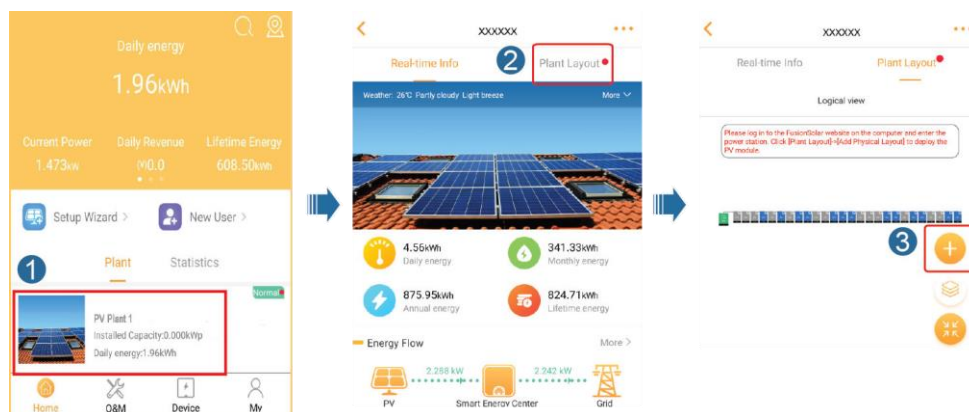 Daily energy
1.96kWh
Current Power Daily Revenue Lifetime Energy
1.473kW (¥)0.0 608.50kWh
Setup Wizard > New User >
1
Plant Statistics
Normal
PV Plant 1
Installed Capacity:0.000kWp
Daily energy:1.96kWh
Home O&M Device My
xxxxxx
Real-time Info 2 Plant Layout
Weather: 26℃ Partly cloudy Light breeze More
4.56kWh
Daily energy
341.33kWh
Monthly energy
875.95kWh
Annual energy
824.71kWh
Lifetime energy
Energy Flow More >
2.288 kW 2.242 kW
PV Smart Energy Center Grid
xxxxxx
Real-time Info Plant Layout
Logical view
Please log in to the FusionSolar website on the computer and enter the
power station. Click [Plant Layout]->[Add Physical Layout] to deploy the
PV module.
3